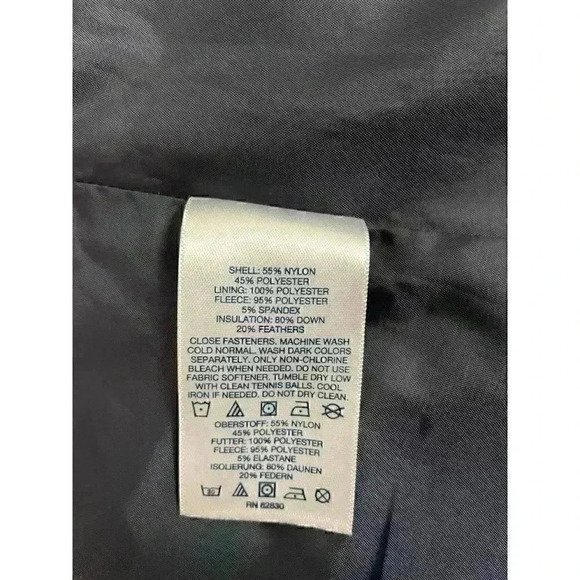 SHELL: 55% NYLON
45% POLYESTER
LINING: 100% POLYESTER
FLEECE: 95% POLYESTER
5% SPANDEX
INSULATION: 80% DOWN
20% FEATHERS
CLOSE FASTENERS. MACHINE WASH
COLD NORMAL. WASH DARK COLORS
SEPARATELY. ONLY NON-CHLORINE
BLEACH WHEN NEEDED. DO NOT USE
FABRIC SOFTENER. TUMBLE DRY LOW
WITH CLEAN TENNIS BALLS. COOL
IRON IF NEEDED. DO NOT DRY CLEAN.
OBERSTOFF: 55% NYLON
45% POLYESTER
FUTTER: 100% POLYESTER
FLEECE: 95% POLYESTER
5% ELASTANE
ISOLIERUNG: 80% DAUNEN
20% FEDERN
RN 62830